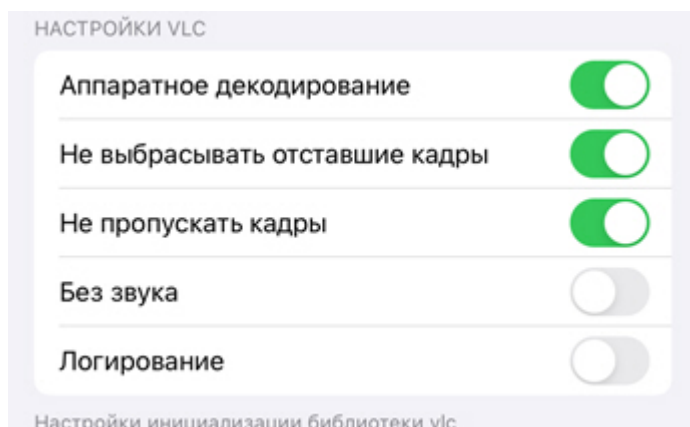 НАСТРОЙКИ VLC
Аппаратное декодирование
Не выбрасывать отставшие кадры
Не пропускать кадры
Без звука
Логирование
Настройки инициализации библиотеки vlc